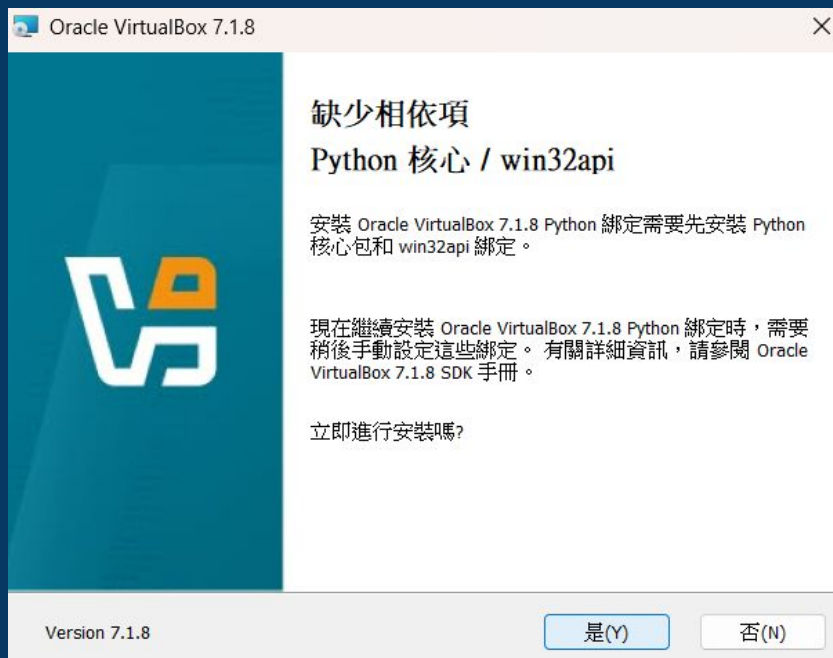 Oracle VirtualBox 7.1.8
缺少相依項
Python 核心 / win32api
安裝 Oracle VirtualBox 7.1.8 Python 綁定需要先安裝 Python
核心包和 win32api 綁定。
現在繼續安裝 Oracle VirtualBox 7.1.8 Python 綁定時，需要
稍後手動設定這些綁定。 有關詳細資訊，請參閱 Oracle
VirtualBox 7.1.8 SDK 手冊。
立即進行安裝嗎?
Version 7.1.8
是(Y)
否(N)